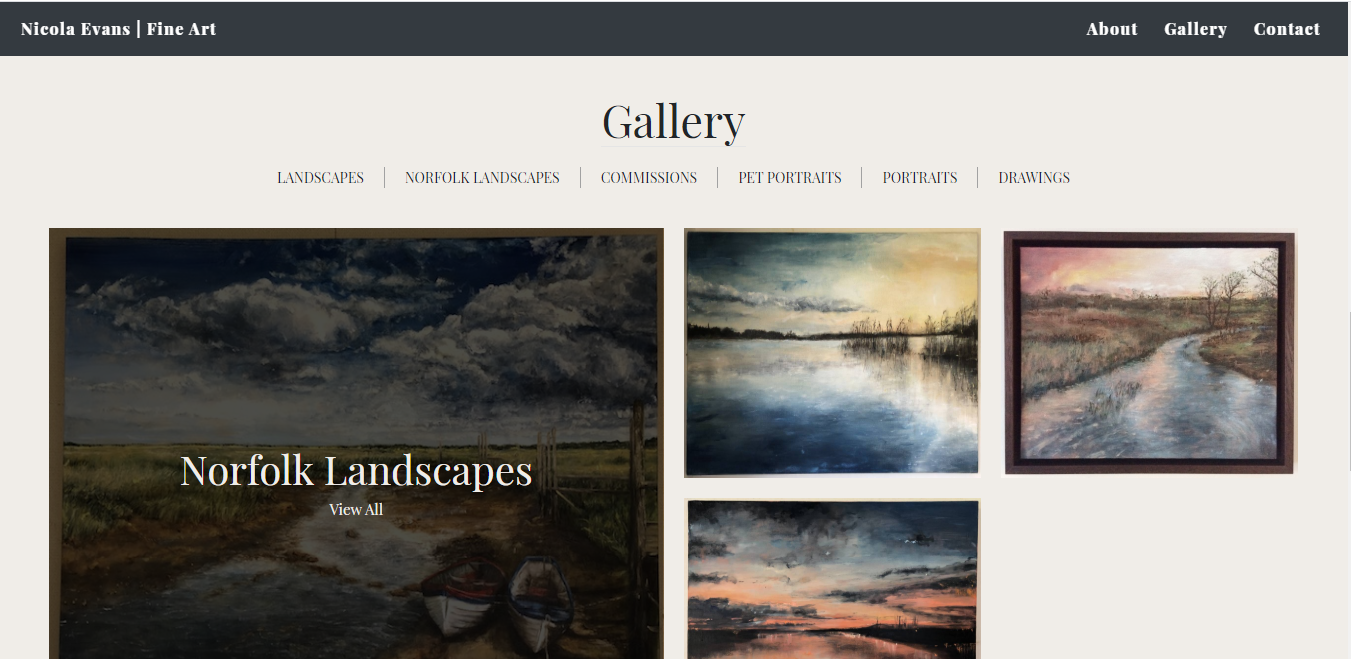 Nicola Evans | Fine Art
About Gallery Contact
Gallery
LANDSCAPES NORFOLK LANDSCAPES COMMISSIONS PET PORTRAITS PORTRAITS DRAWINGS
Norfolk Landscapes
View All